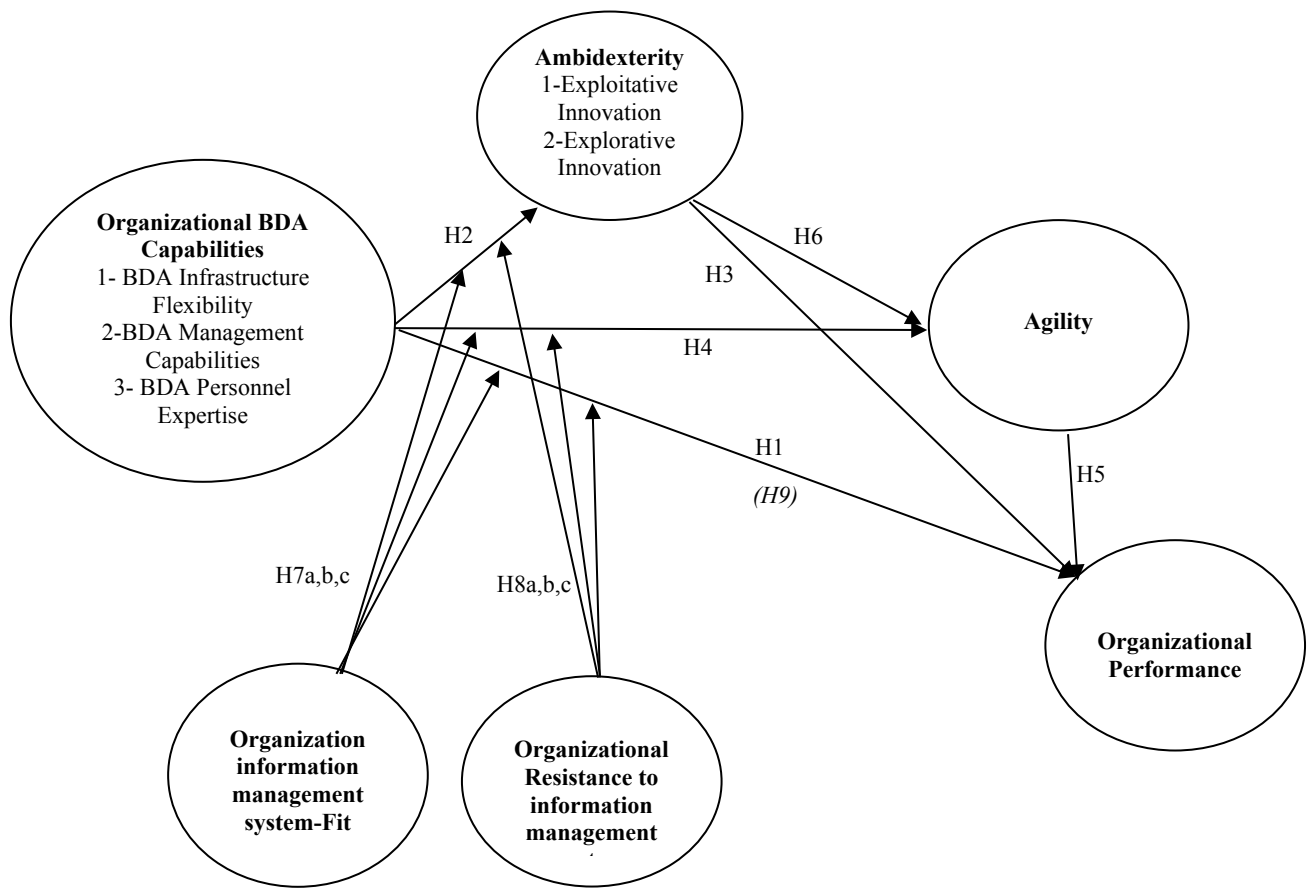 Ambidexterity
1-Exploitative
Innovation
2-Explorative
Innovation
Organizational BDA
Capabilities
1- BDA Infrastructure
Flexibility
2-BDA Management
Capabilities
3- BDA Personnel
Expertise
H2
H6
H3
H4
Agility
H1
(H9)
H5
H7a,b,c
H8a,b,c
Organizational
Performance
Organization
information
management
system-Fit
Organizational
Resistance to
information
management